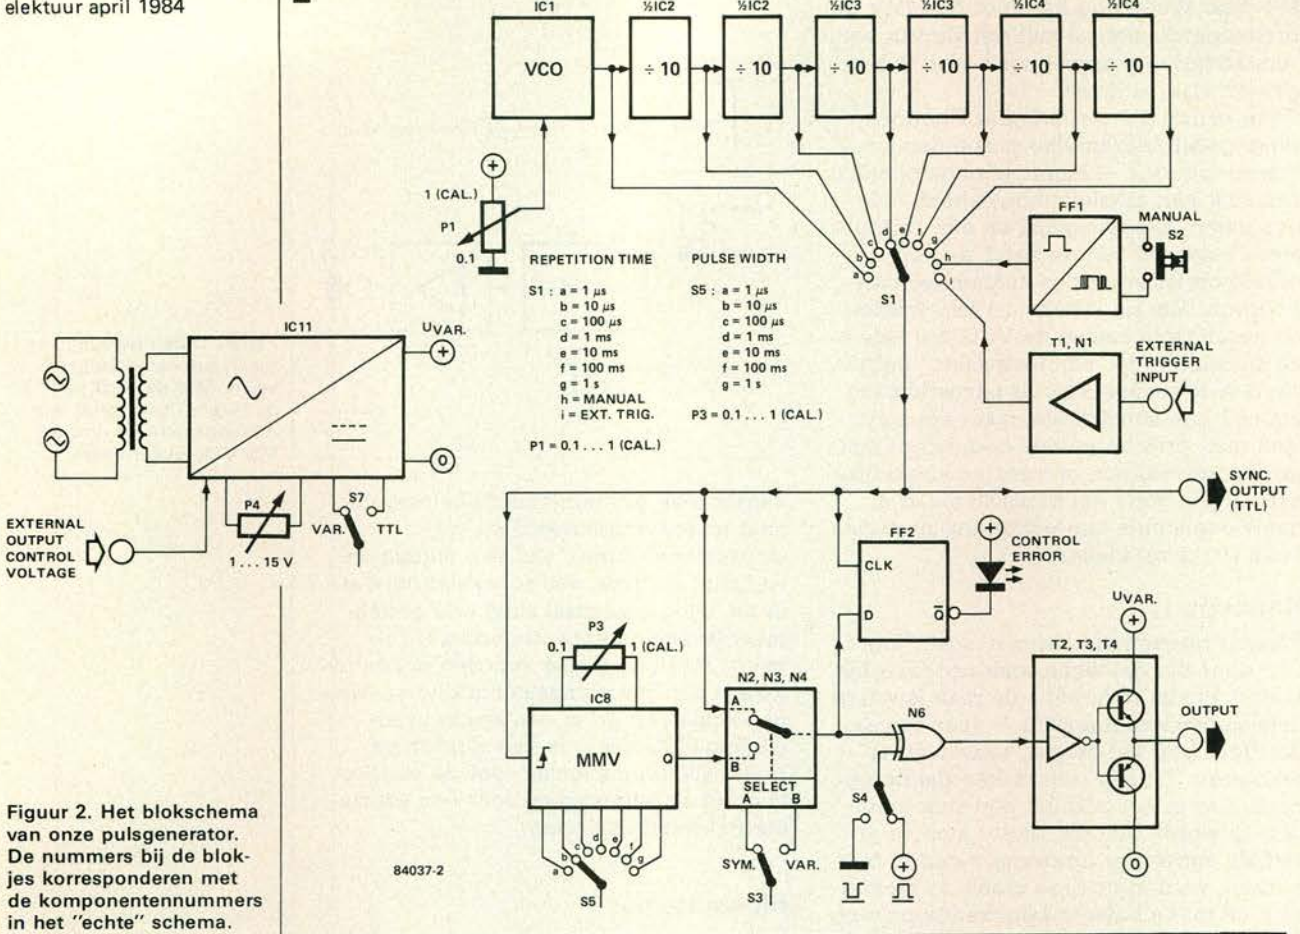 elektuur april 1984
IC1
½IC2
½IC2
½IC3
½IC3
½IC4
½IC4
VCO
÷ 10
÷ 10
÷ 10
÷ 10
÷ 10
÷ 10
+
1 (CAL.)
P1
0.1
REPETITION TIME
S1 : a = 1 µs
b = 10 µs
c = 100 µs
d = 1 ms
e = 10 ms
f = 100 ms
g = 1 s
h = MANUAL
i = EXT. TRIG.
P1 = 0.1 . . . 1 (CAL.)
PULSE WIDTH
S5 : a = 1 µs
b = 10 µs
c = 100 µs
d = 1 ms
e = 10 ms
f = 100 ms
g = 1 s
P3 = 0.1 . . . 1 (CAL.)
a
b
c
d
e
f
g
h
i
S1
FF1
MANUAL
S2
T1, N1
EXTERNAL
TRIGGER
INPUT
IC11
UVAR.
+
0
P4
1 . . . 15 V
S7
VAR.
TTL
EXTERNAL
OUTPUT
CONTROL
VOLTAGE
SYNC.
OUTPUT
(TTL)
FF2
CLK
D
Q̅
+
CONTROL
ERROR
P3
0.1
1 (CAL.)
IC8
MMV
Q
a
b
c
d
e
f
g
S5
N2, N3, N4
A
B
SELECT
A B
SYM.
VAR.
S3
N6
S4
+
T2, T3, T4
UVAR.
+
OUTPUT
0
84037-2
Figuur 2. Het blokschema
van onze pulsgenerator.
De nummers bij de blok-
jes korresponderen met
de komponentennummers
in het "echte" schema.